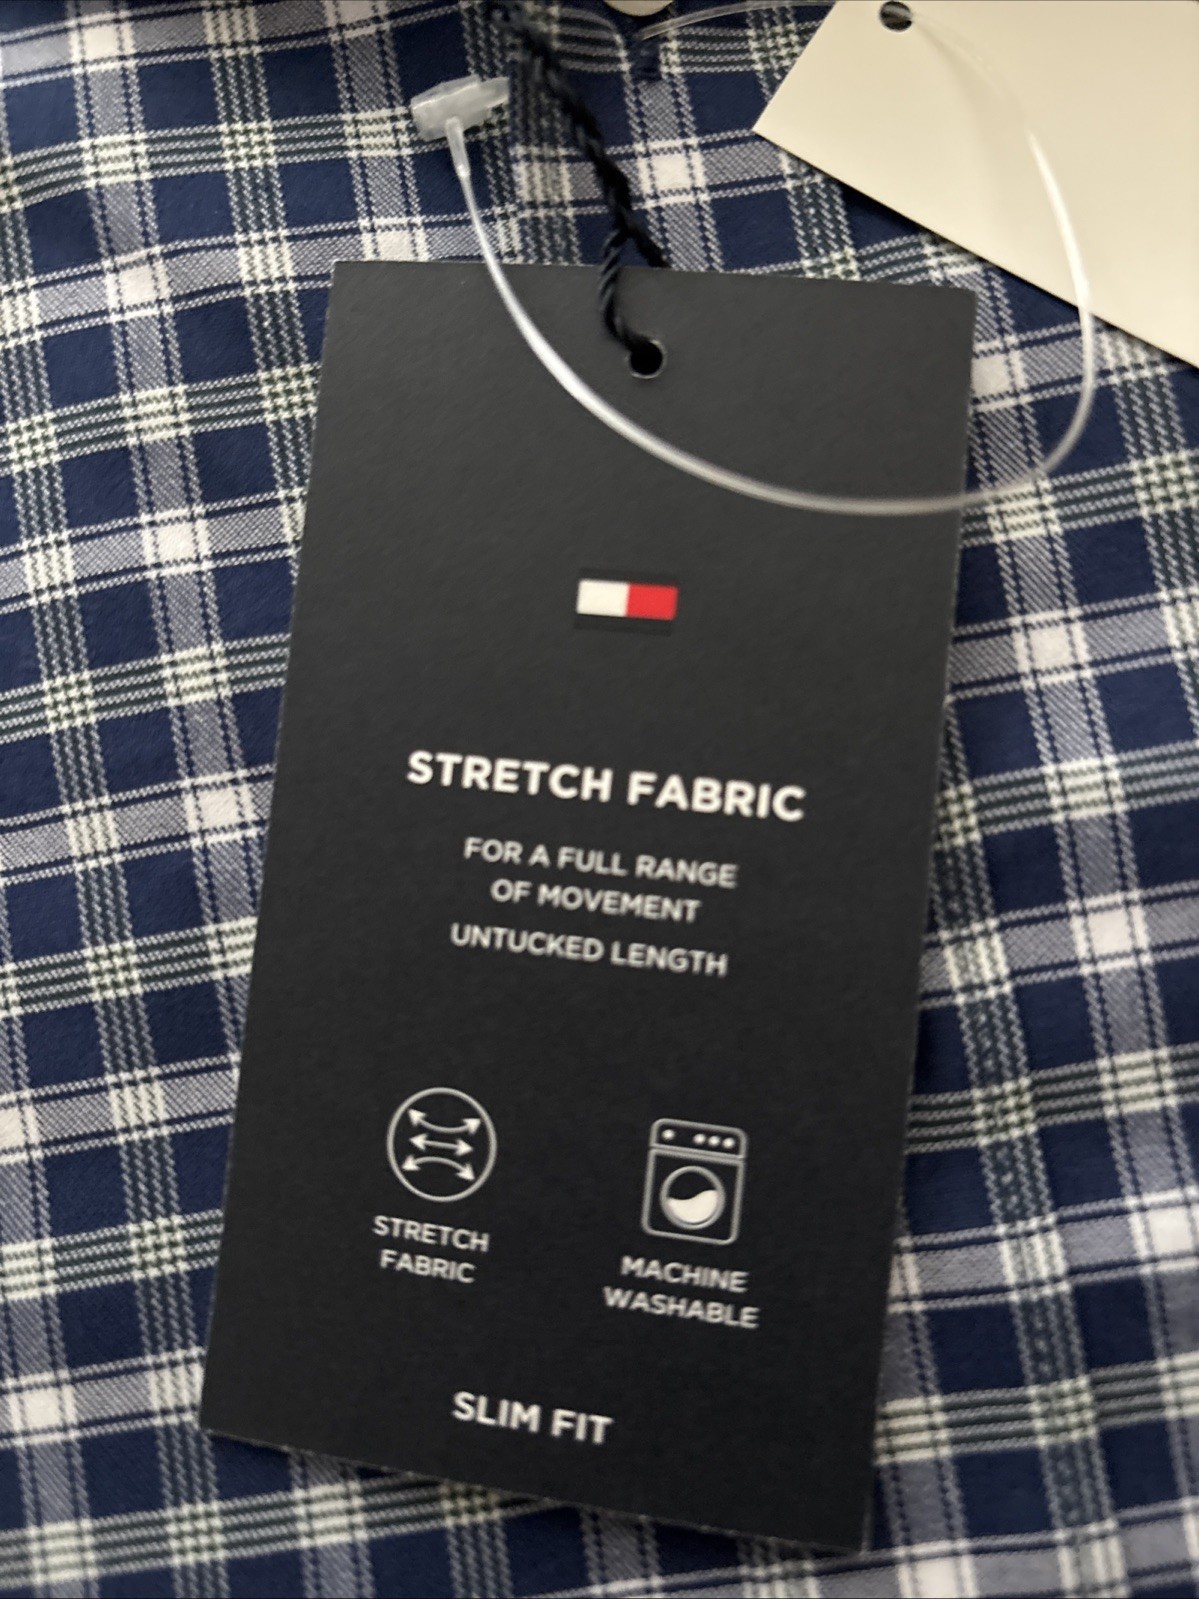 STRETCH FABRIC
FOR A FULL RANGE
OF MOVEMENT
UNTUCKED LENGTH
STRETCH
FABRIC
MACHINE
WASHABLE
SLIM FIT